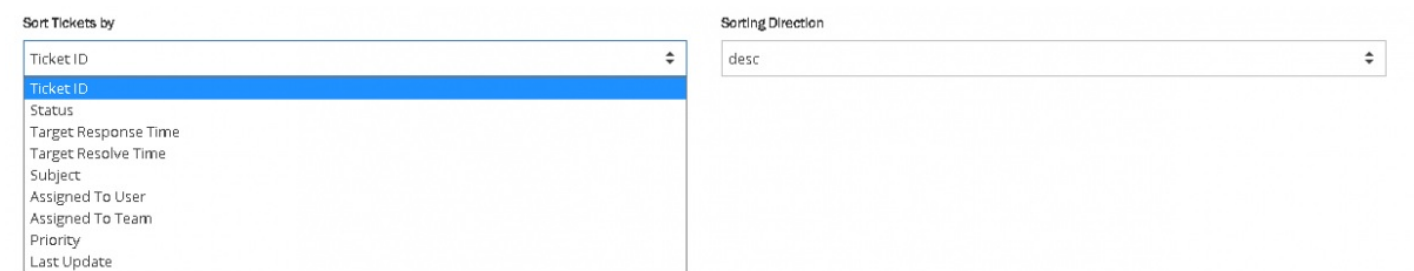 Sort Tickets by
Sorting Direction
Ticket ID
desc
Ticket ID
Status
Target Response Time
Target Resolve Time
Subject
Assigned To User
Assigned To Team
Priority
Last Update